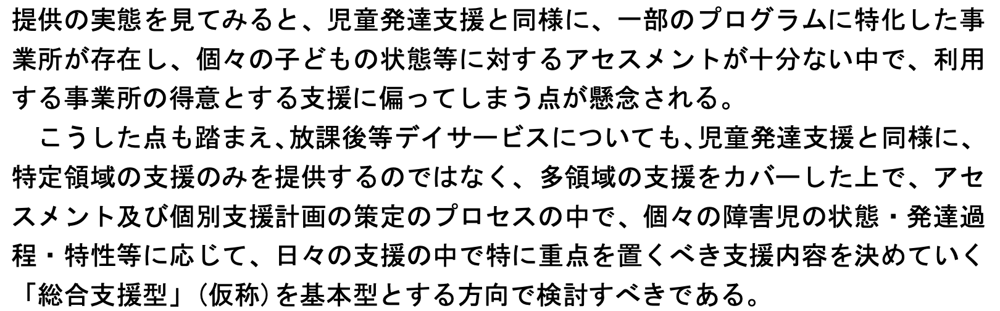 提供の実態を見てみると、児童発達支援と同様に、一部のプログラムに特化した事
業所が存在し、個々の子どもの状態等に対するアセスメントが十分ない中で、利用
する事業所の得意とする支援に偏ってしまう点が懸念される。
　こうした点も踏まえ、放課後等デイサービスについても、児童発達支援と同様に、
特定領域の支援のみを提供するのではなく、多領域の支援をカバーした上で、アセ
スメント及び個別支援計画の策定のプロセスの中で、個々の障害児の状態・発達過
程・特性等に応じて、日々の支援の中で特に重点を置くべき支援内容を決めていく
「総合支援型」(仮称)を基本型とする方向で検討すべきである。